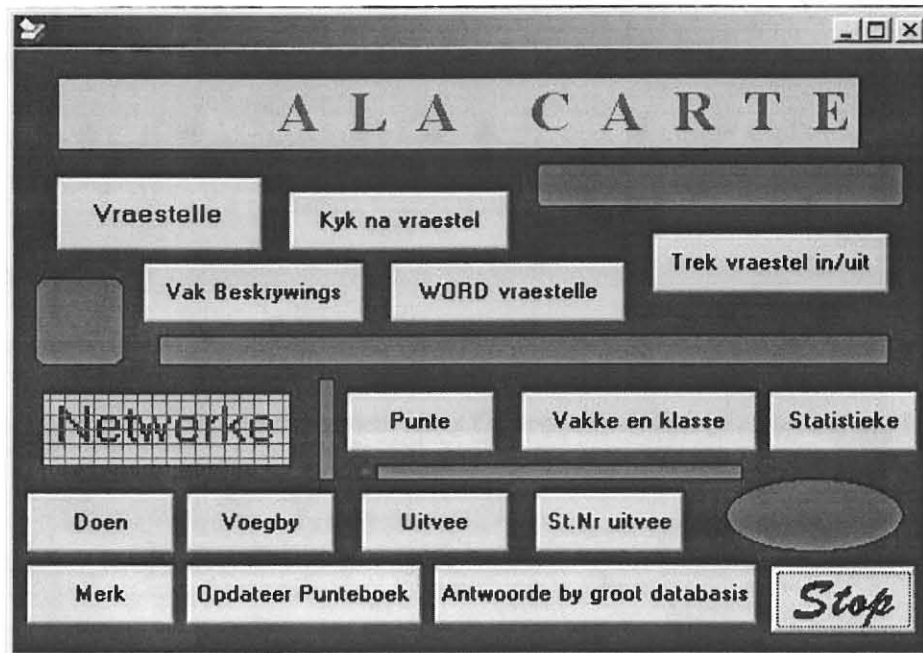 ALA CARTE
Vraestelle
Kyk na vraestel
Trek vraestel in/uit
Vak Beskrywings
WORD vraestelle
Netwerke
Punte
Vakke en klasse
Statistieke
Doen
Voegby
Uitvee
St.Nr uitvee
Merk
Opdateer Punteboek
Antwoorde by groot databasis
Stop